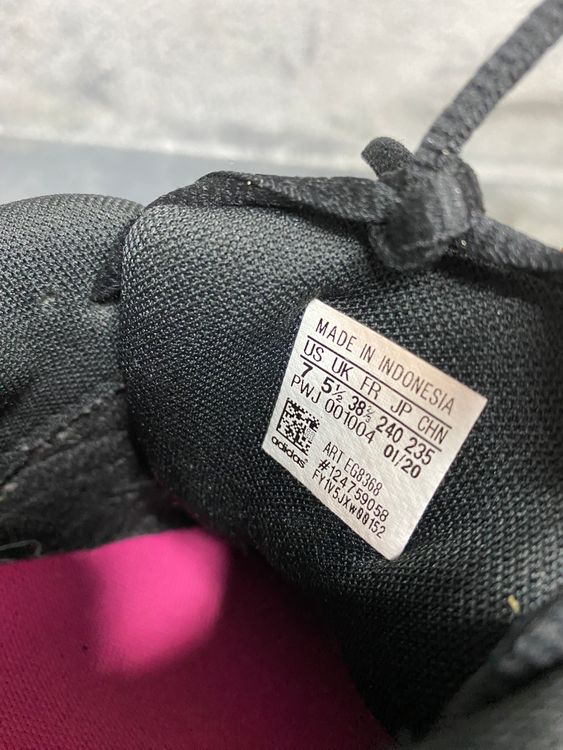 MADE IN INDONESIA
US UK FR JP CHN
7 5½ 38⅔ 240 235
PWJ 001004 01/20
ART EG8368
#124759058
FY1V5JXWQ0152
adidas